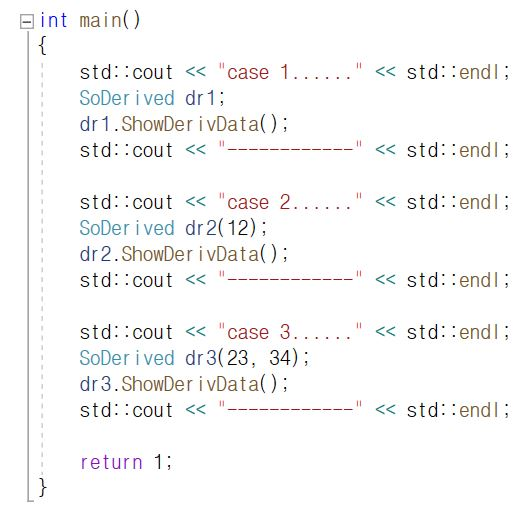 int main()
{
    std::cout << "case 1......" << std::endl;
    SoDerived dr1;
    dr1.ShowDerivData();
    std::cout << "------------" << std::endl;

    std::cout << "case 2......" << std::endl;
    SoDerived dr2(12);
    dr2.ShowDerivData();
    std::cout << "------------" << std::endl;

    std::cout << "case 3......" << std::endl;
    SoDerived dr3(23, 34);
    dr3.ShowDerivData();
    std::cout << "------------" << std::endl;

    return 1;
}